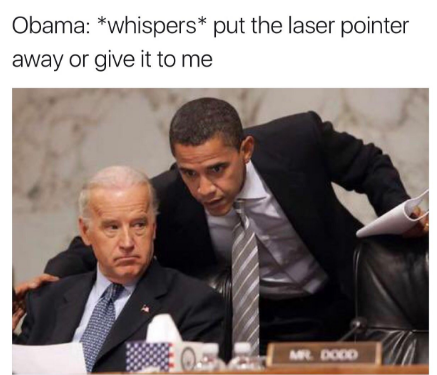 Obama: *whispers* put the laser pointer
away or give it to me
MR. DODD